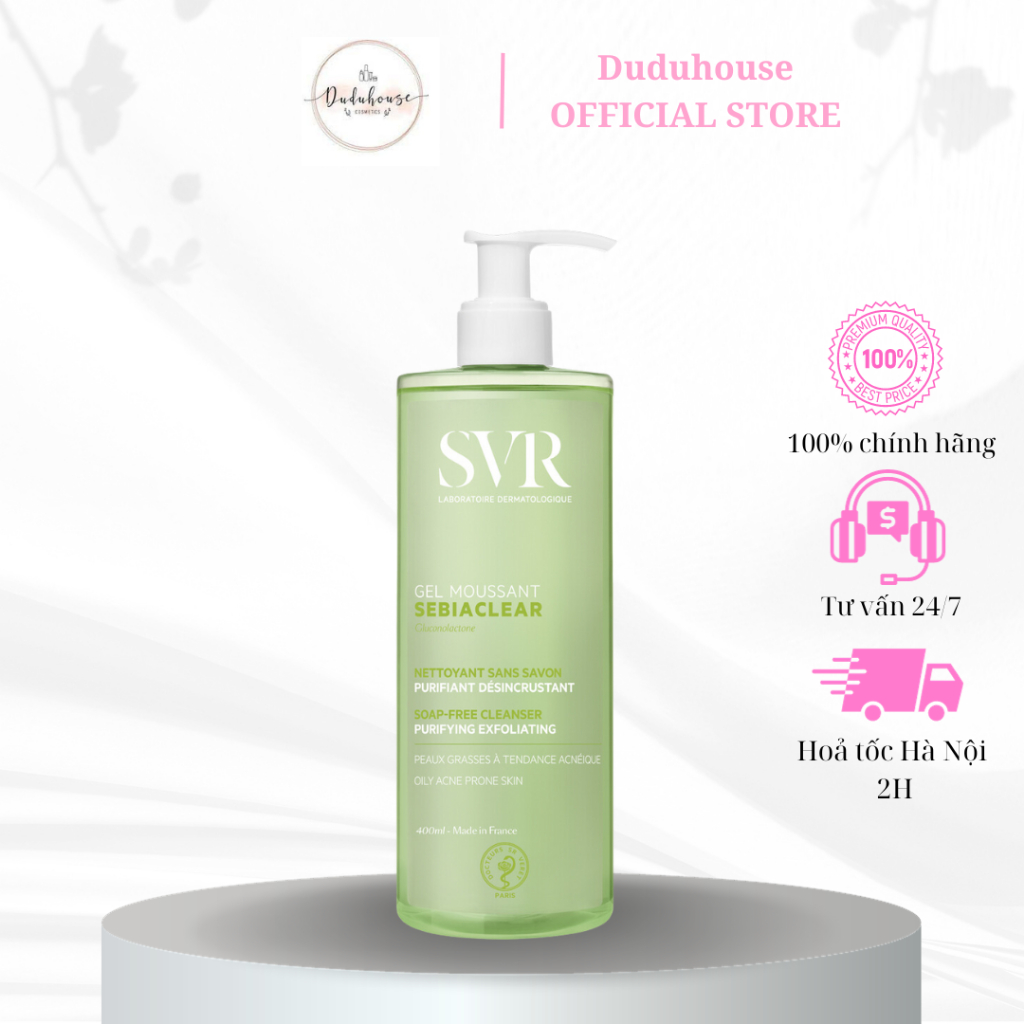 Duduhouse
COSMETICS
Duduhouse
OFFICIAL STORE
PREMIUM QUALITY
100%
BEST PRICE
100% chính hãng
$
Tư vấn 24/7
Hoả tốc Hà Nội
2H
SVR
LABORATOIRE DERMATOLOGIQUE
GEL MOUSSANT
SEBIACLEAR
Gluconolactone
NETTOYANT SANS SAVON
PURIFIANT DÉSINCRUSTANT
SOAP-FREE CLEANSER
PURIFYING EXFOLIATING
PEAUX GRASSES À TENDANCE ACNÉIQUE
OILY ACNE PRONE SKIN
400ml - Made in France
PARIS